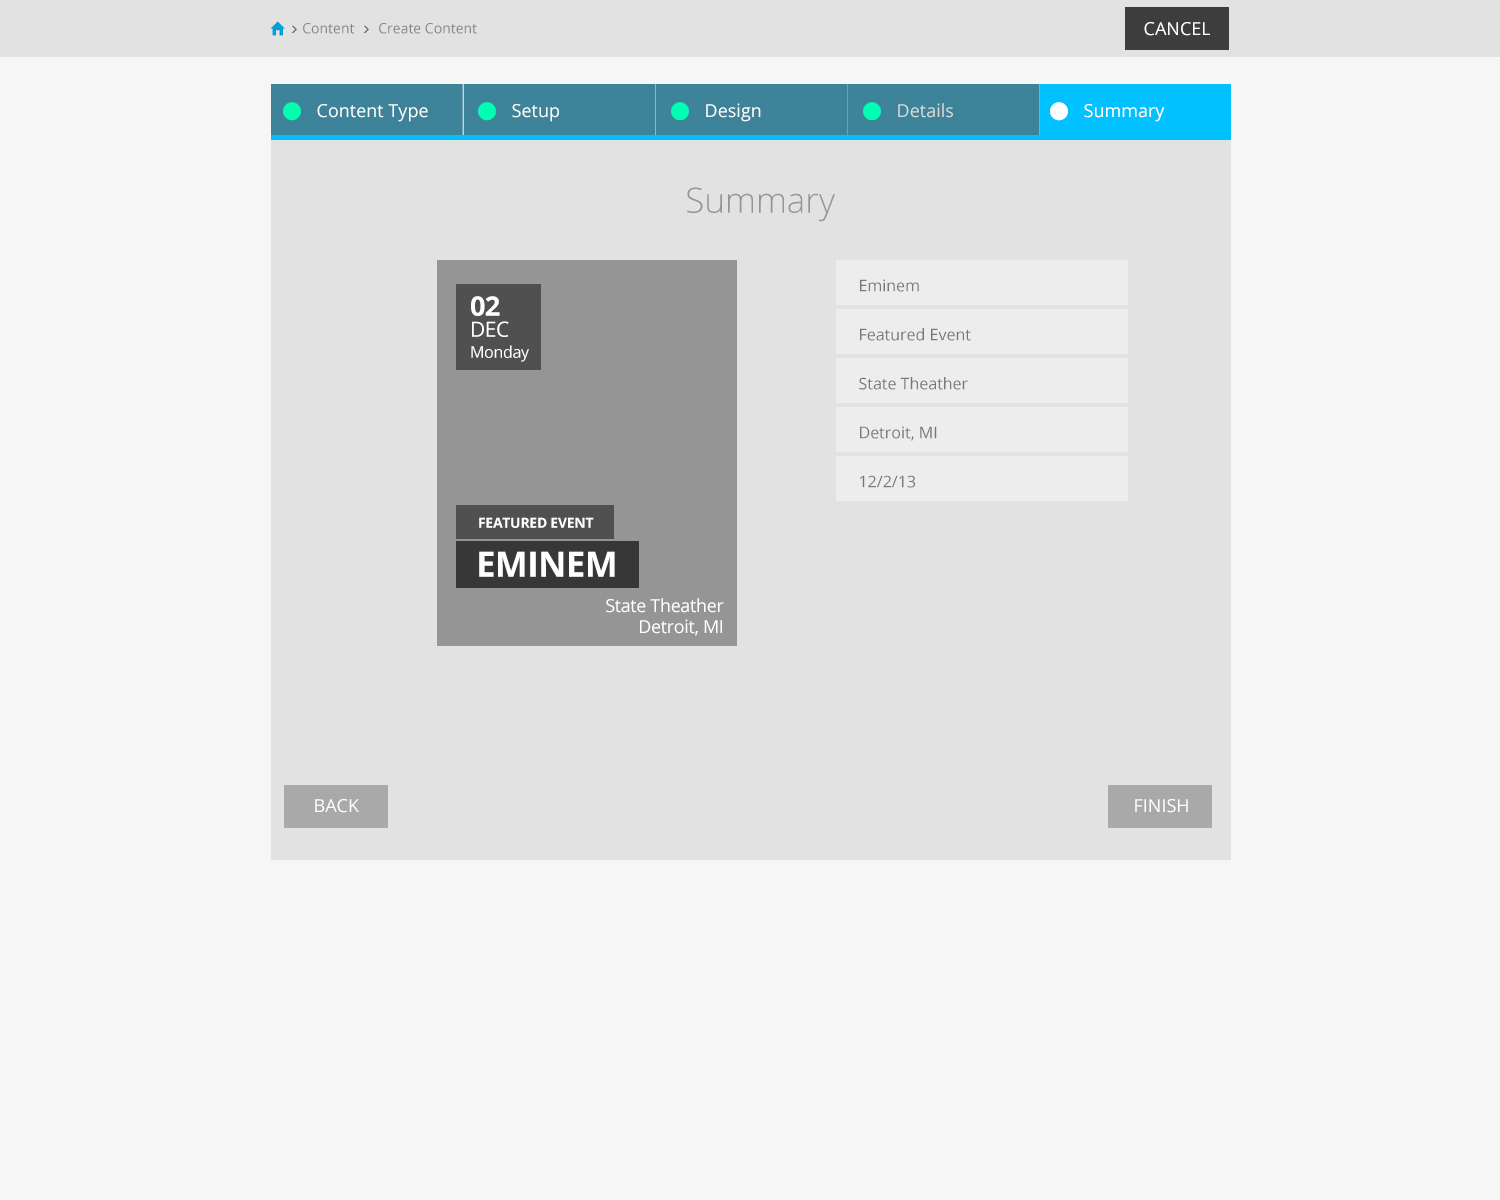 Content > Create Content
CANCEL
Content Type
Setup
Design
Details
Summary
Summary
02
DEC
Monday
FEATURED EVENT
EMINEM
State Theather
Detroit, MI
Eminem
Featured Event
State Theather
Detroit, MI
12/2/13
BACK
FINISH